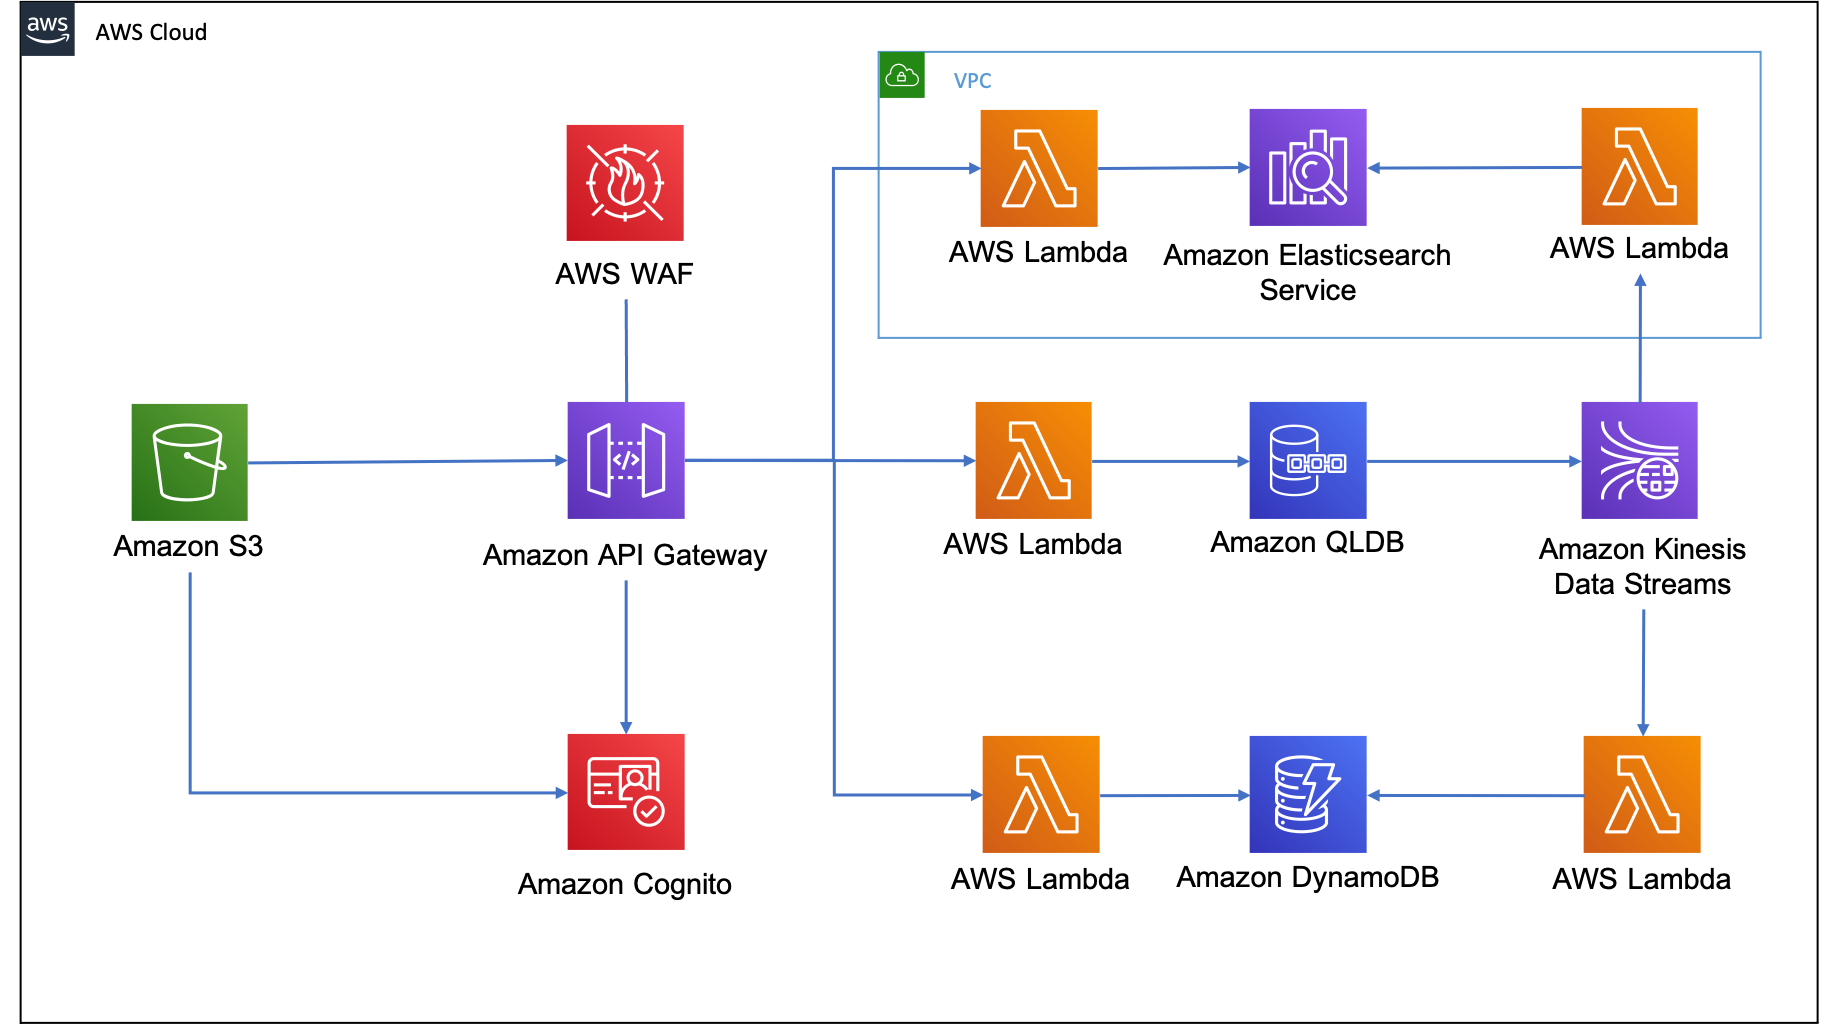 aws
AWS Cloud
VPC
AWS Lambda
Amazon Elasticsearch
Service
AWS Lambda
AWS WAF
Amazon S3
Amazon API Gateway
AWS Lambda
Amazon QLDB
Amazon Kinesis
Data Streams
Amazon Cognito
AWS Lambda
Amazon DynamoDB
AWS Lambda